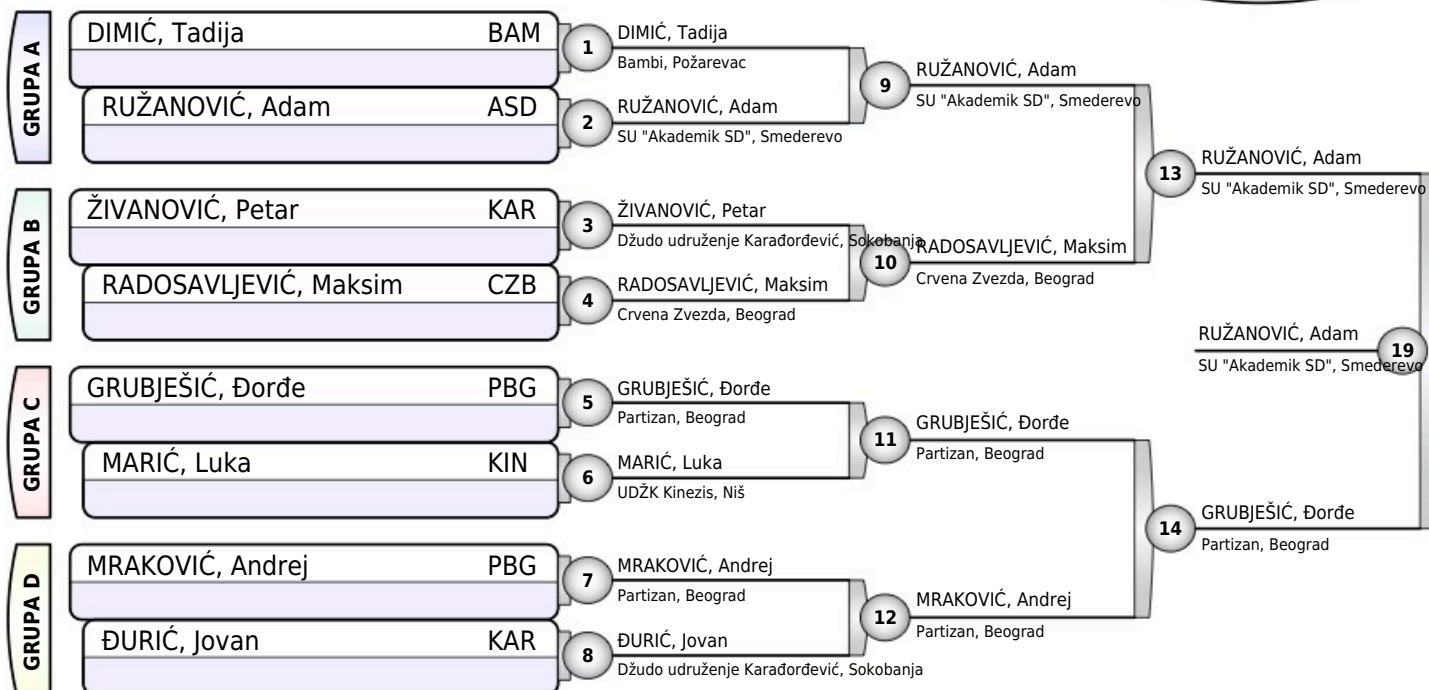 GRUPA A
DIMIĆ, Tadija BAM
RUŽANOVIĆ, Adam ASD
1
DIMIĆ, Tadija
Bambi, Požarevac
2
RUŽANOVIĆ, Adam
SU "Akademik SD", Smederevo
9
RUŽANOVIĆ, Adam
SU "Akademik SD", Smederevo
GRUPA B
ŽIVANOVIĆ, Petar KAR
RADOSAVLJEVIĆ, Maksim CZB
3
ŽIVANOVIĆ, Petar
Džudo udruženje Karađorđević, Sokobanja
4
RADOSAVLJEVIĆ, Maksim
Crvena Zvezda, Beograd
10
RADOSAVLJEVIĆ, Maksim
Crvena Zvezda, Beograd
13
RUŽANOVIĆ, Adam
SU "Akademik SD", Smederevo
GRUPA C
GRUBJEŠIĆ, Đorđe PBG
MARIĆ, Luka KIN
5
GRUBJEŠIĆ, Đorđe
Partizan, Beograd
6
MARIĆ, Luka
UDŽK Kinezis, Niš
11
GRUBJEŠIĆ, Đorđe
Partizan, Beograd
GRUPA D
MRAKOVIĆ, Andrej PBG
ĐURIĆ, Jovan KAR
7
MRAKOVIĆ, Andrej
Partizan, Beograd
8
ĐURIĆ, Jovan
Džudo udruženje Karađorđević, Sokobanja
12
MRAKOVIĆ, Andrej
Partizan, Beograd
14
GRUBJEŠIĆ, Đorđe
Partizan, Beograd
RUŽANOVIĆ, Adam
SU "Akademik SD", Smederevo
19